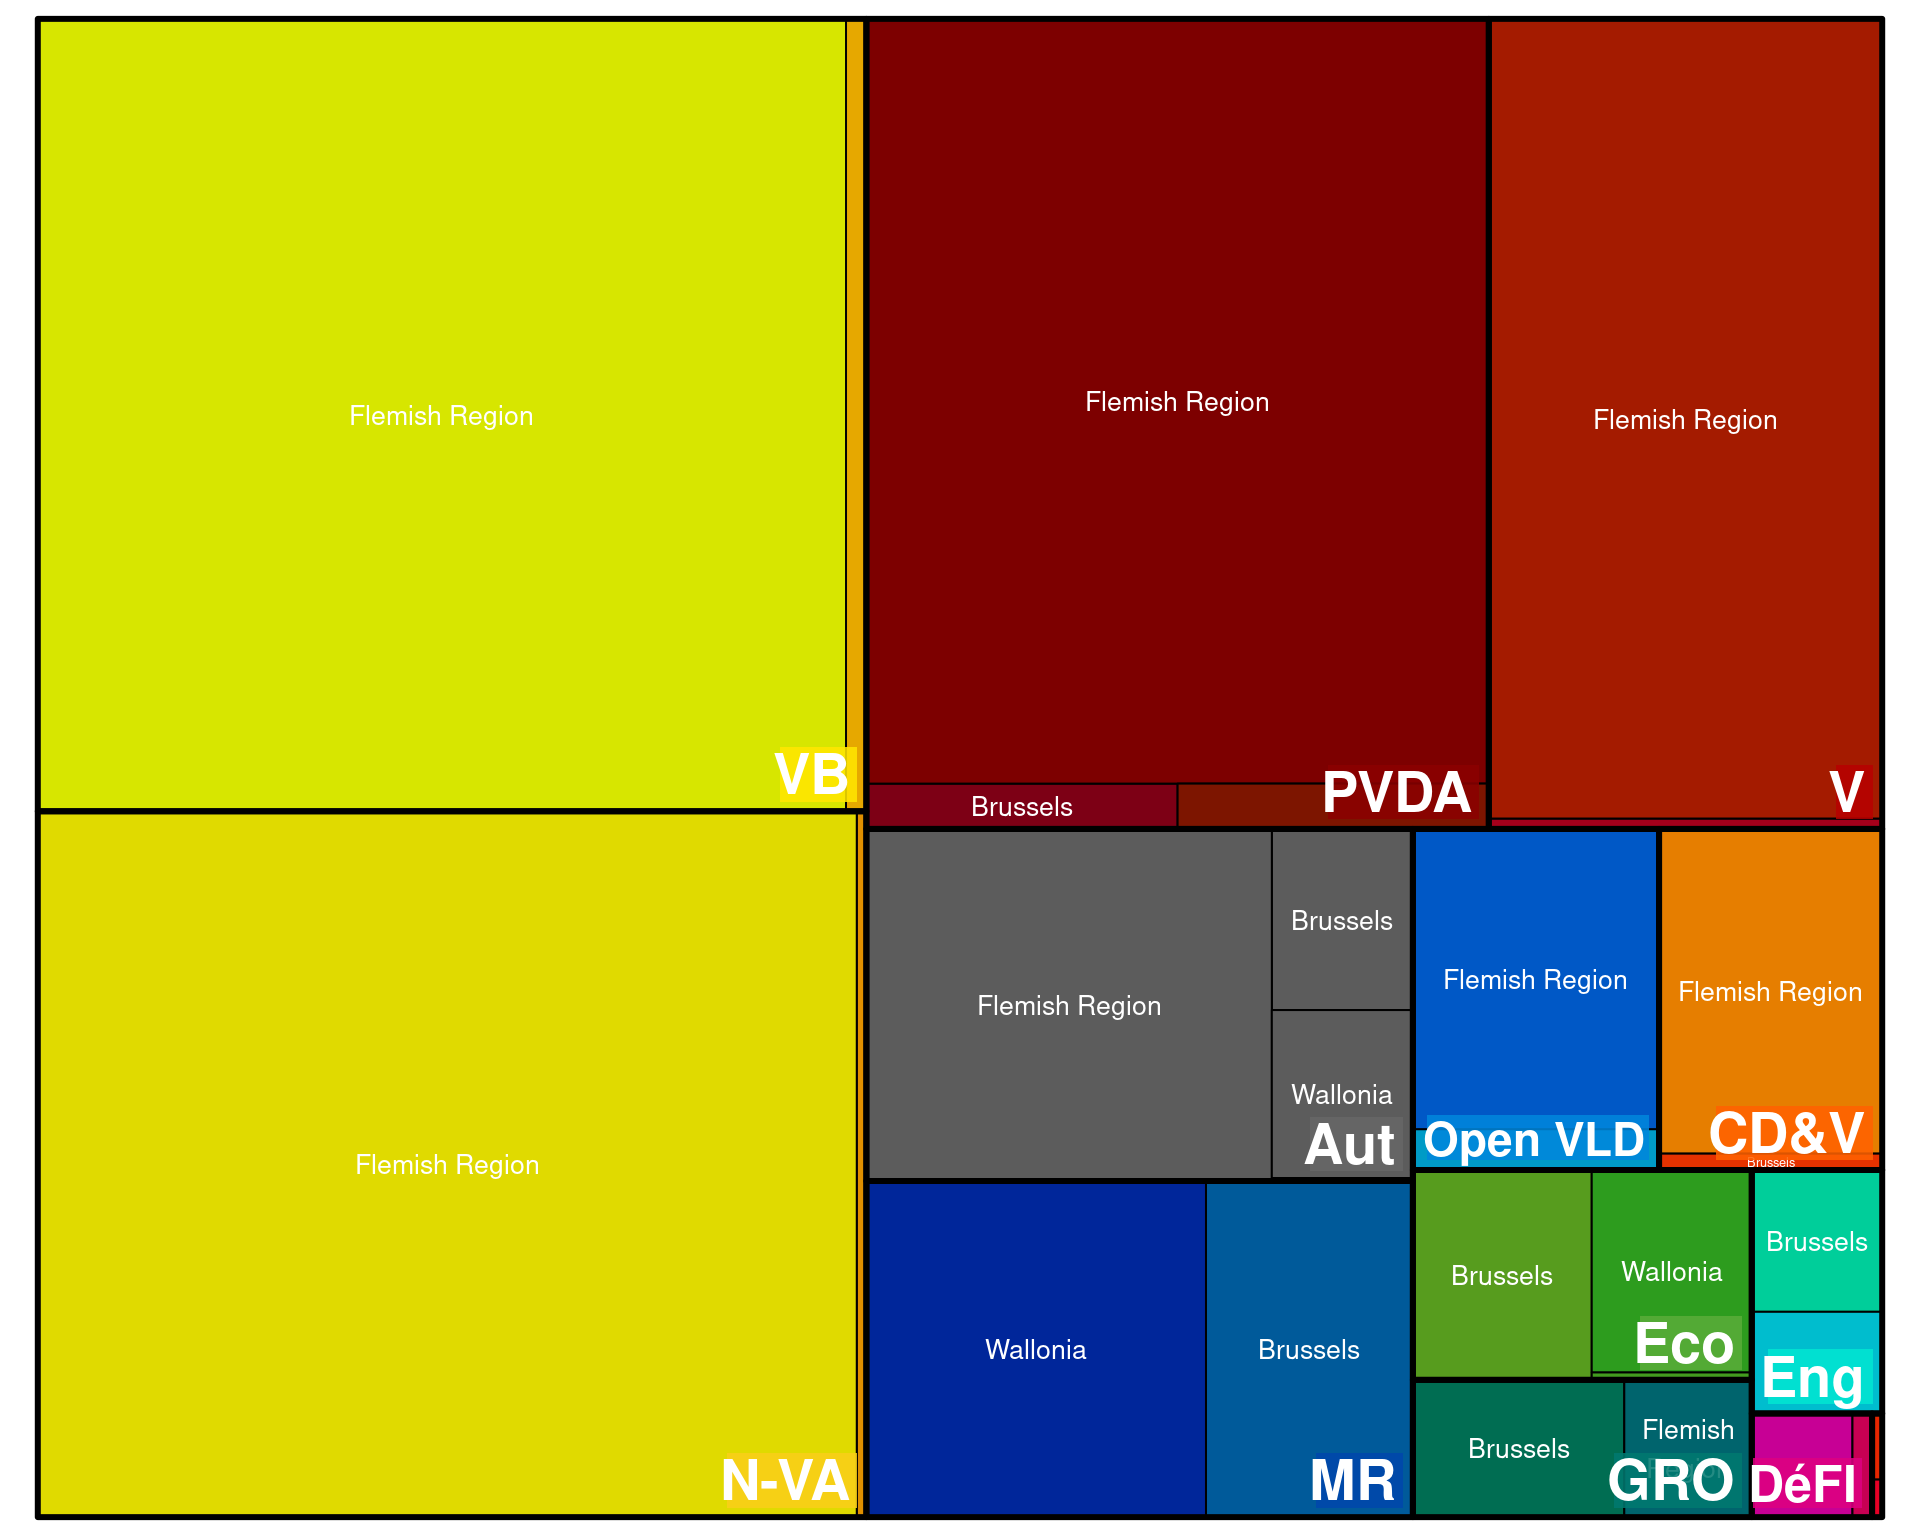 Flemish Region
VB
Flemish Region
Brussels
PVDA
Flemish Region
V
Flemish Region
N-VA
Flemish Region
Brussels
Wallonia
Aut
Flemish Region
Open VLD
Flemish Region
CD&V
Brussels
Wallonia
Brussels
MR
Brussels
Wallonia
Eco
Brussels
Eng
Brussels
Flemish
GRO
DéFI